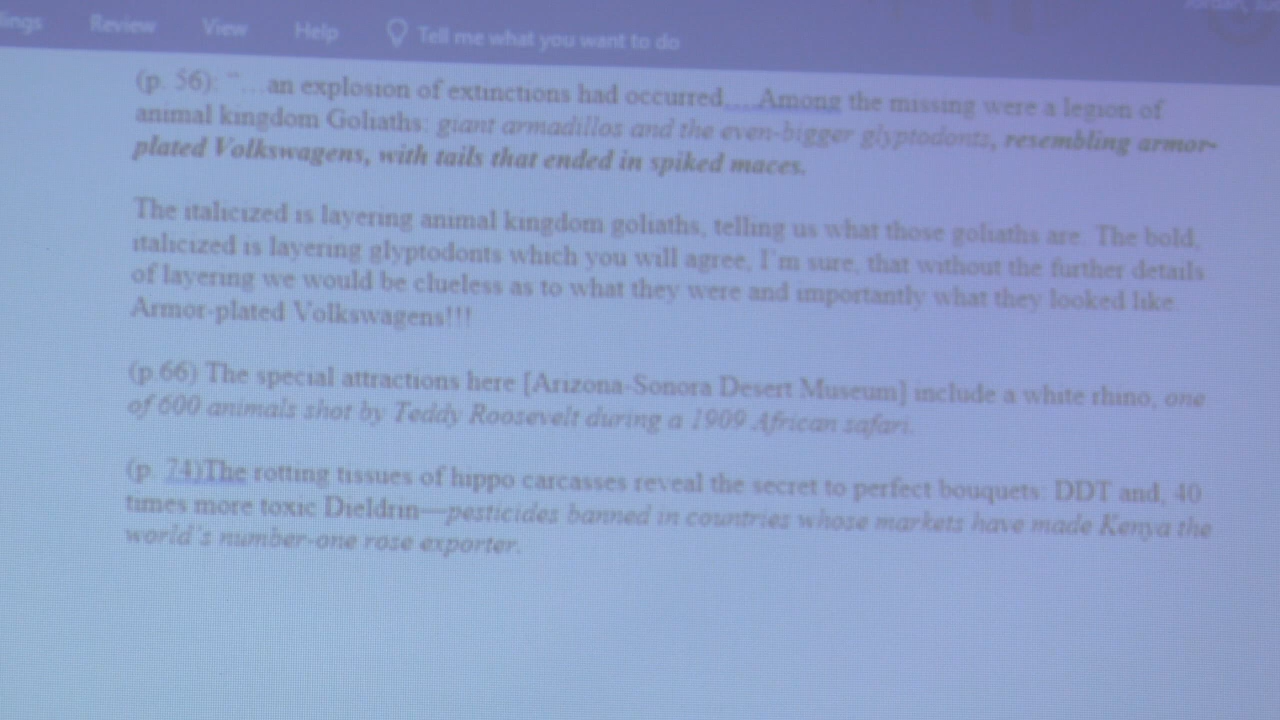 Review View Help Tell me what you want to do
(p. 56): "…an explosion of extinctions had occurred....Among the missing were a legion of
animal kingdom Goliaths: giant armadillos and the even-bigger glyptodonts, resembling armor-
plated Volkswagens, with tails that ended in spiked maces.
The italicized is layering animal kingdom goliaths, telling us what those goliaths are. The bold,
italicized is layering glyptodonts which you will agree, I'm sure, that without the further details
of layering we would be clueless as to what they were and importantly what they looked like.
Armor-plated Volkswagens!!!
(p.66) The special attractions here [Arizona-Sonora Desert Museum] include a white rhino, one
of 600 animals shot by Teddy Roosevelt during a 1909 African safari.
(p. 74)The rotting tissues of hippo carcasses reveal the secret to perfect bouquets: DDT and, 40
times more toxic Dieldrin—pesticides banned in countries whose markets have made Kenya the
world's number-one rose exporter.